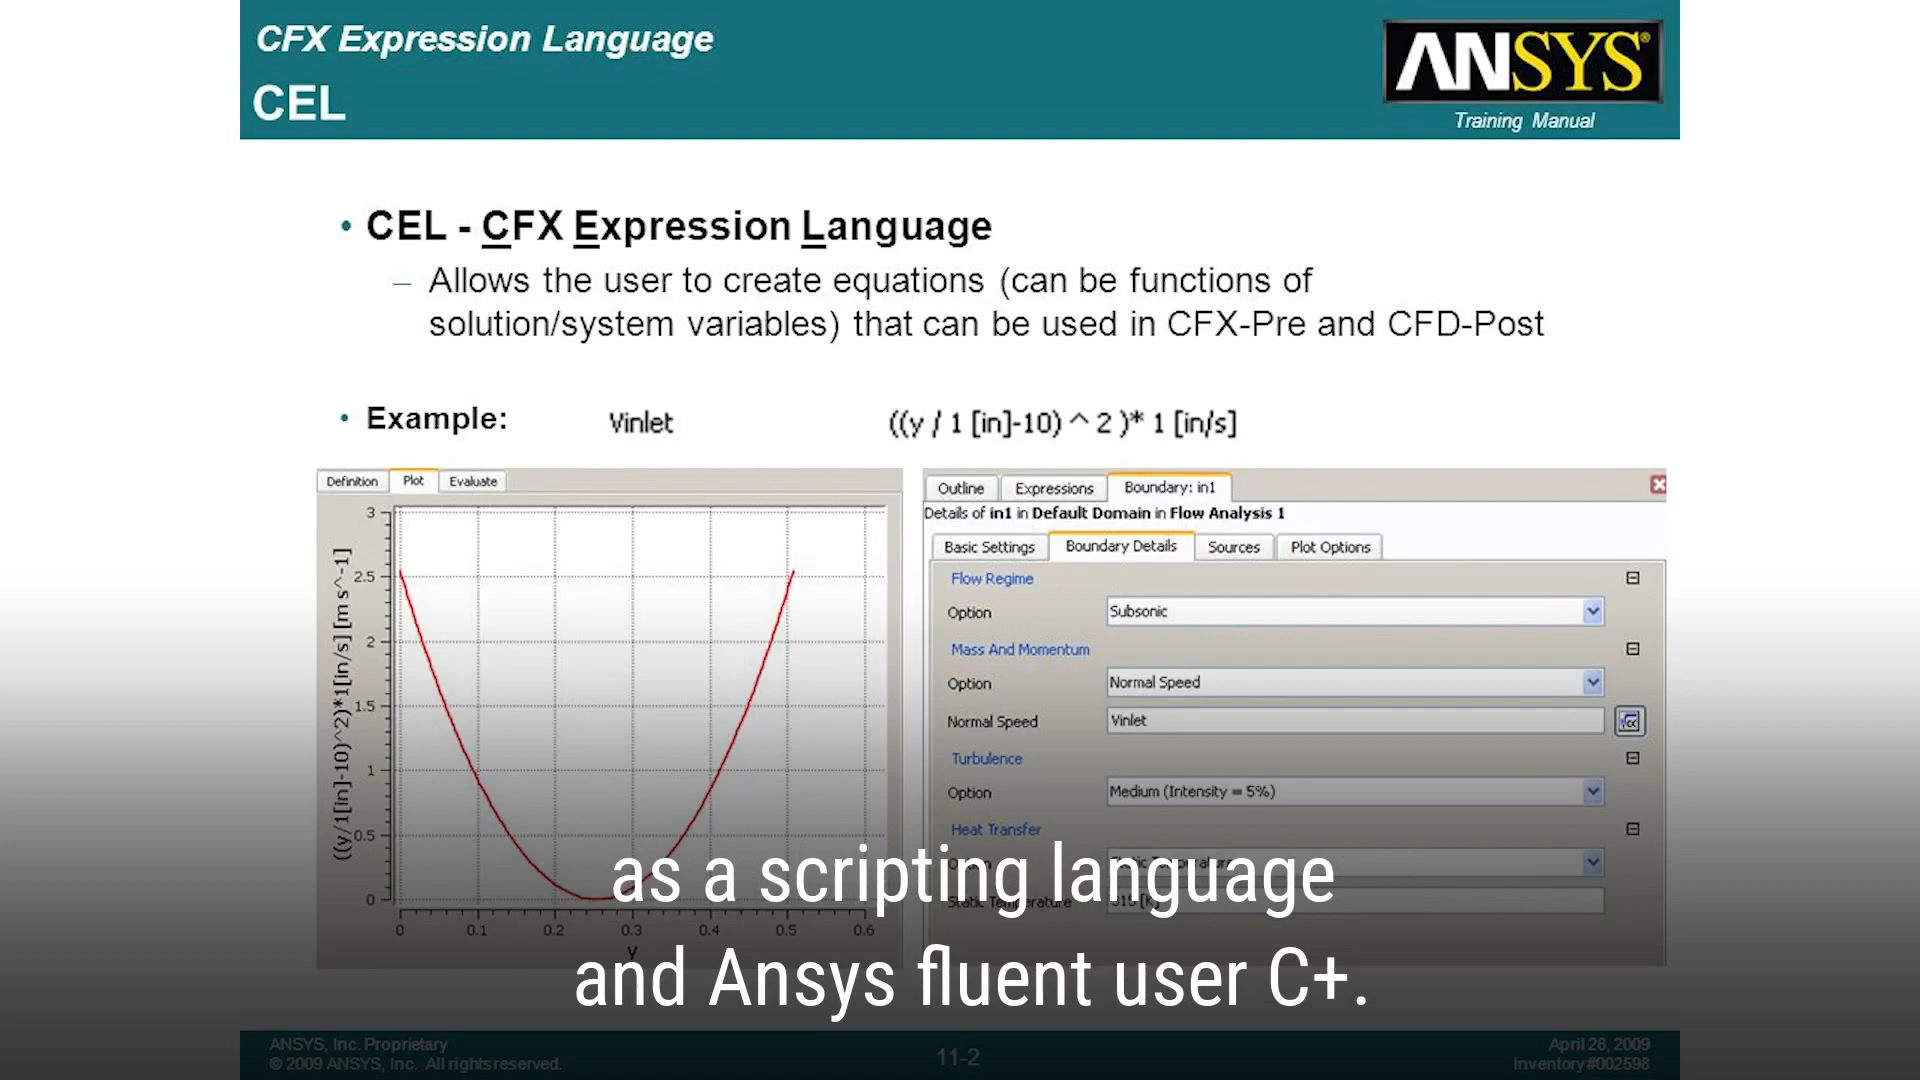 CFX Expression Language
CEL
ANSYS®
Training Manual
• CEL - CFX Expression Language
– Allows the user to create equations (can be functions of
solution/system variables) that can be used in CFX-Pre and CFD-Post
• Example: Vinlet ((y / 1 [in]-10) ^ 2 )* 1 [in/s]
Definition Plot Evaluate
((y/1[in]-10)^2)*1[in/s] [m s^-1]
3
2.5
2
1.5
1
0.5
0
0 0.1 0.2 0.3 0.4 0.5 0.6
y
Outline Expressions Boundary: in1
Details of in1 in Default Domain in Flow Analysis 1
Basic Settings Boundary Details Sources Plot Options
Flow Regime
Option Subsonic
Mass And Momentum
Option Normal Speed
Normal Speed Vinlet
Turbulence
Option Medium (Intensity = 5%)
Heat Transfer
Option Static Temperature
Static Temperature 315 [K]
as a scripting language
and Ansys fluent user C+.
ANSYS, Inc. Proprietary
© 2009 ANSYS, Inc. All rights reserved.
11-2
April 28, 2009
Inventory #002598